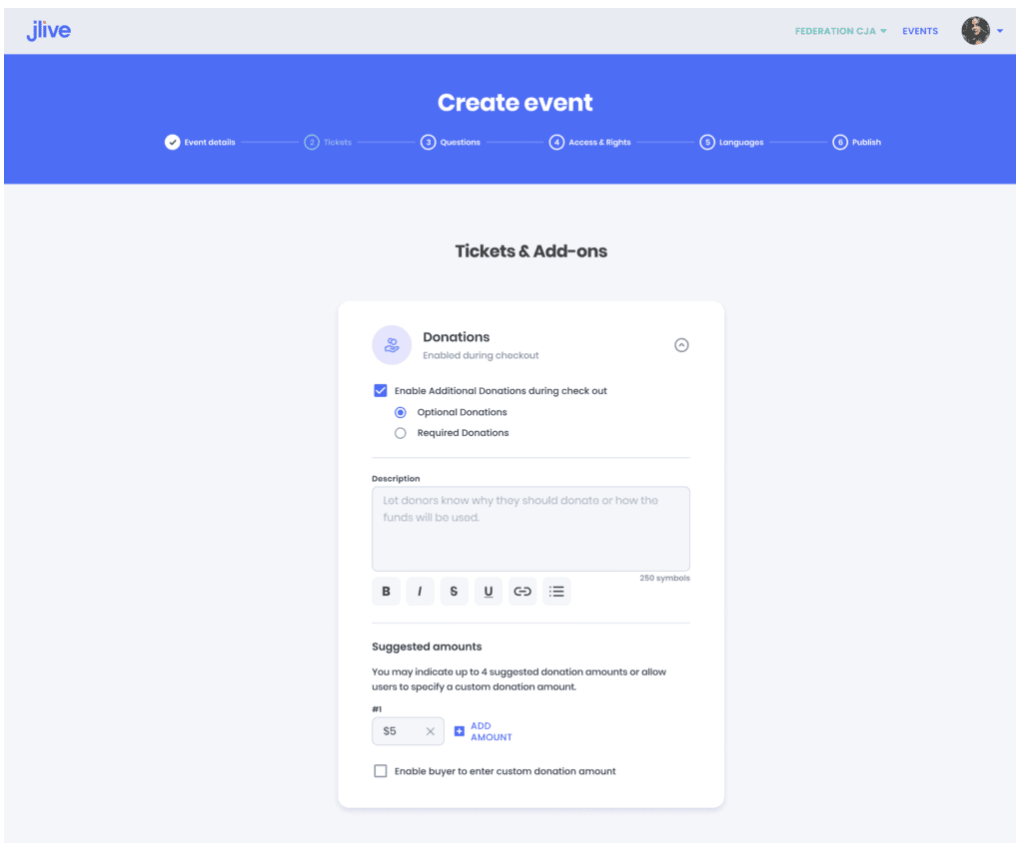 jlive
FEDERATION CJA
EVENTS
Create event
Event details
2 Tickets
3 Questions
4 Access & Rights
5 Languages
6 Publish
Tickets & Add-ons
Donations
Enabled during checkout
Enable Additional Donations during check out
Optional Donations
Required Donations
Description
Let donors know why they should donate or how the
funds will be used.
250 symbols
B I S U
Suggested amounts
You may indicate up to 4 suggested donation amounts or allow
users to specify a custom donation amount.
#1
$5
ADD
AMOUNT
Enable buyer to enter custom donation amount